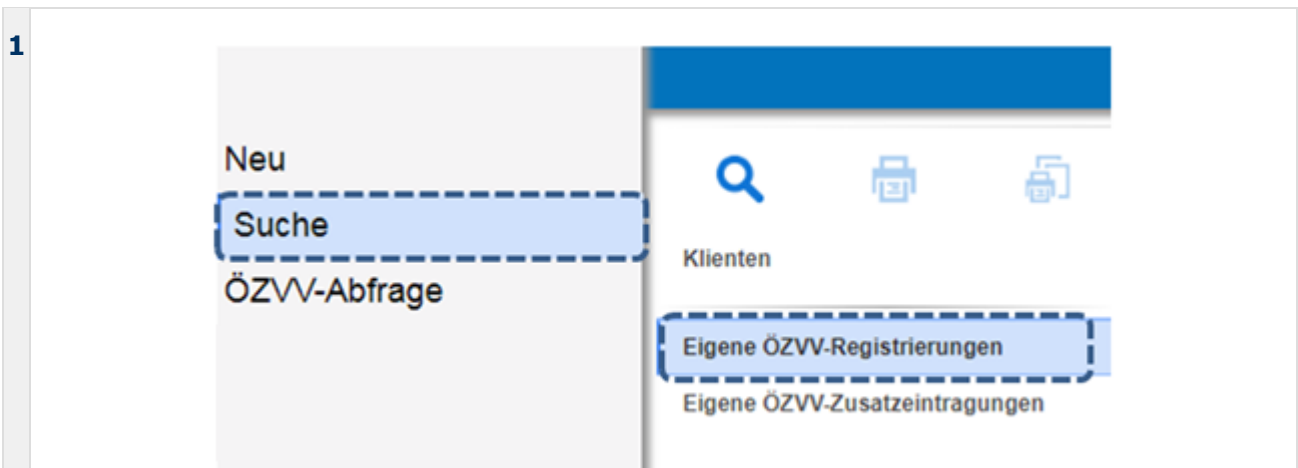 1
Neu
Suche
ÖZVV-Abfrage
Klienten
Eigene ÖZVV-Registrierungen
Eigene ÖZVV-Zusatzeintragungen